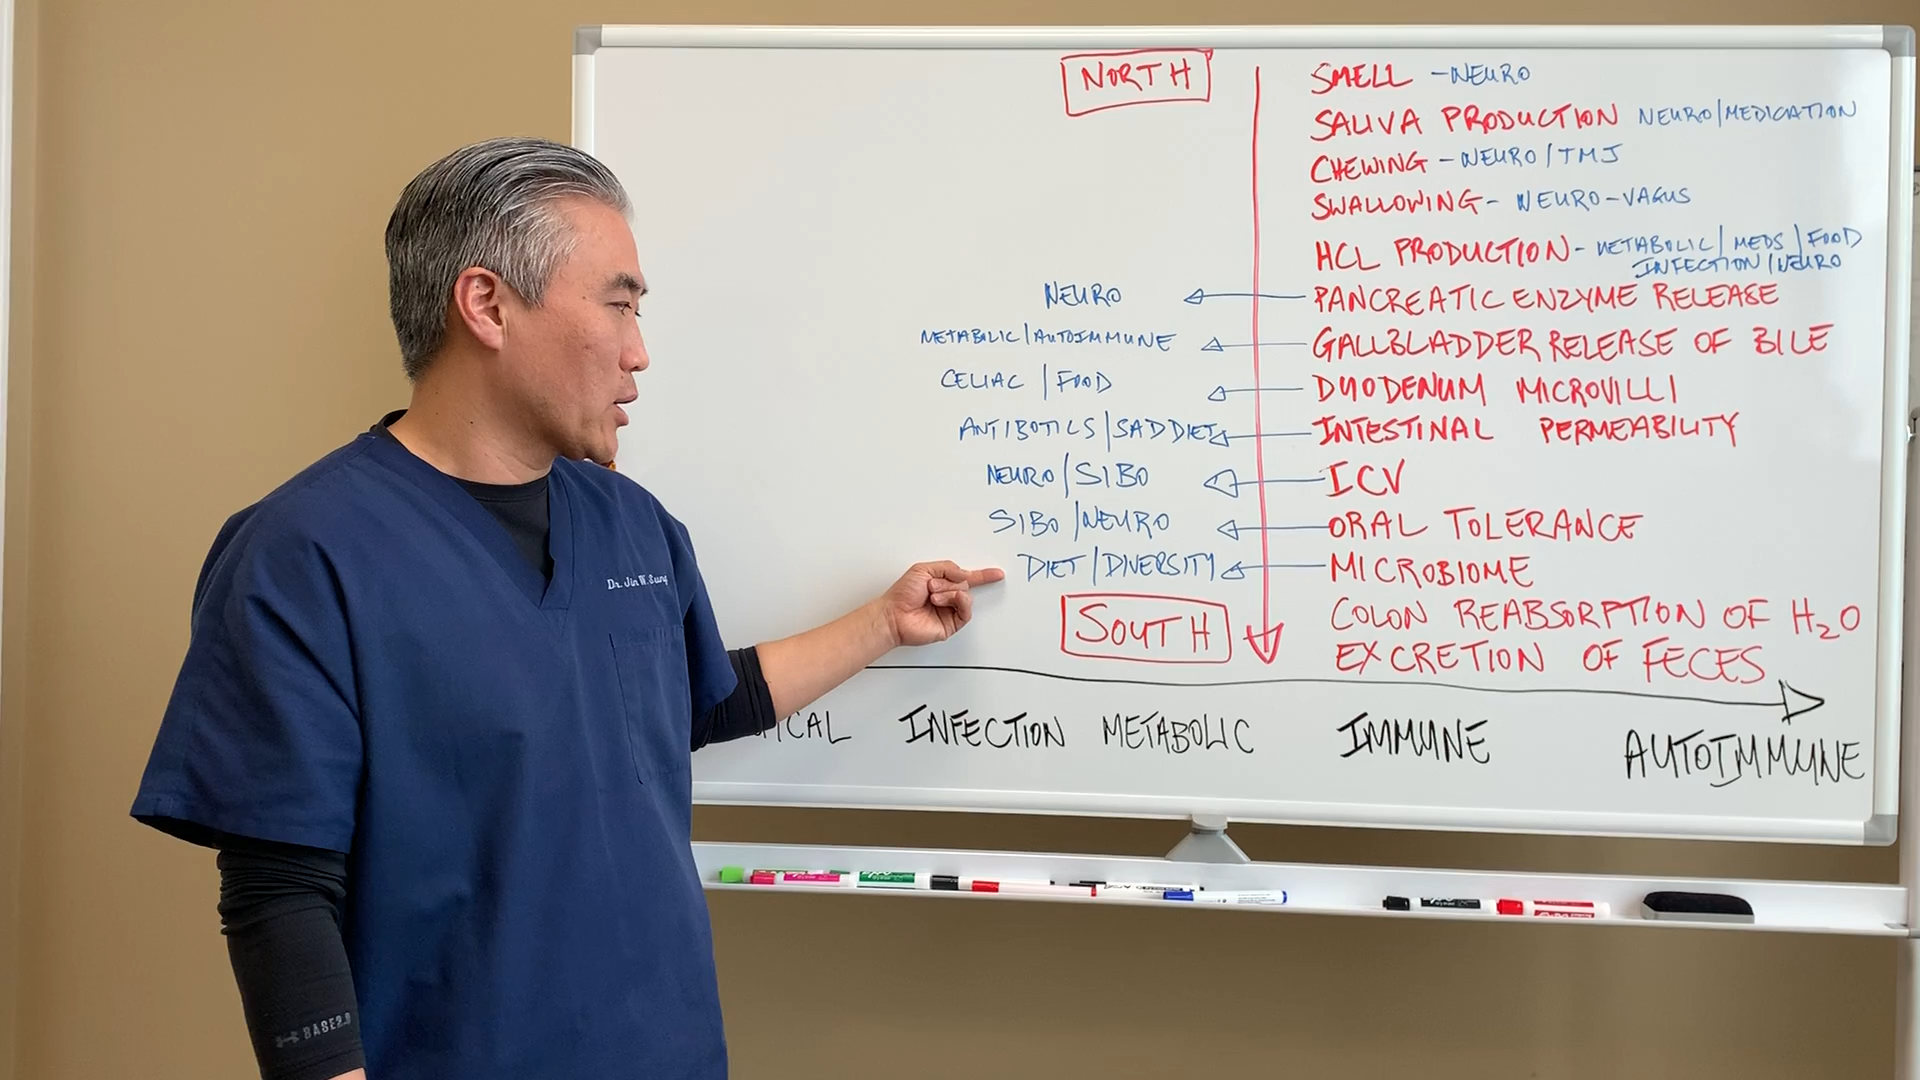 NORTH
SMELL - NEURO
SALIVA PRODUCTION NEURO/MEDICATION
CHEWING - NEURO/TMJ
SWALLOWING - NEURO-VAGUS
HCL PRODUCTION - METABOLIC/MEDS/FOOD
INFECTION/NEURO
NEURO PANCREATIC ENZYME RELEASE
METABOLIC/AUTOIMMUNE GALLBLADDER RELEASE OF BILE
CELIAC/FOOD DUODENUM MICROVILLI
ANTIBOTICS/SAD DIET INTESTINAL PERMEABILITY
NEURO/SIBO ICV
SIBO/NEURO ORAL TOLERANCE
DIET/DIVERSITY MICROBIOME
SOUTH
COLON REABSORPTION OF H2O
EXCRETION OF FECES
INFECTION METABOLIC IMMUNE AUTOIMMUNE
Dr. Jin W. Sung
BASE2.0